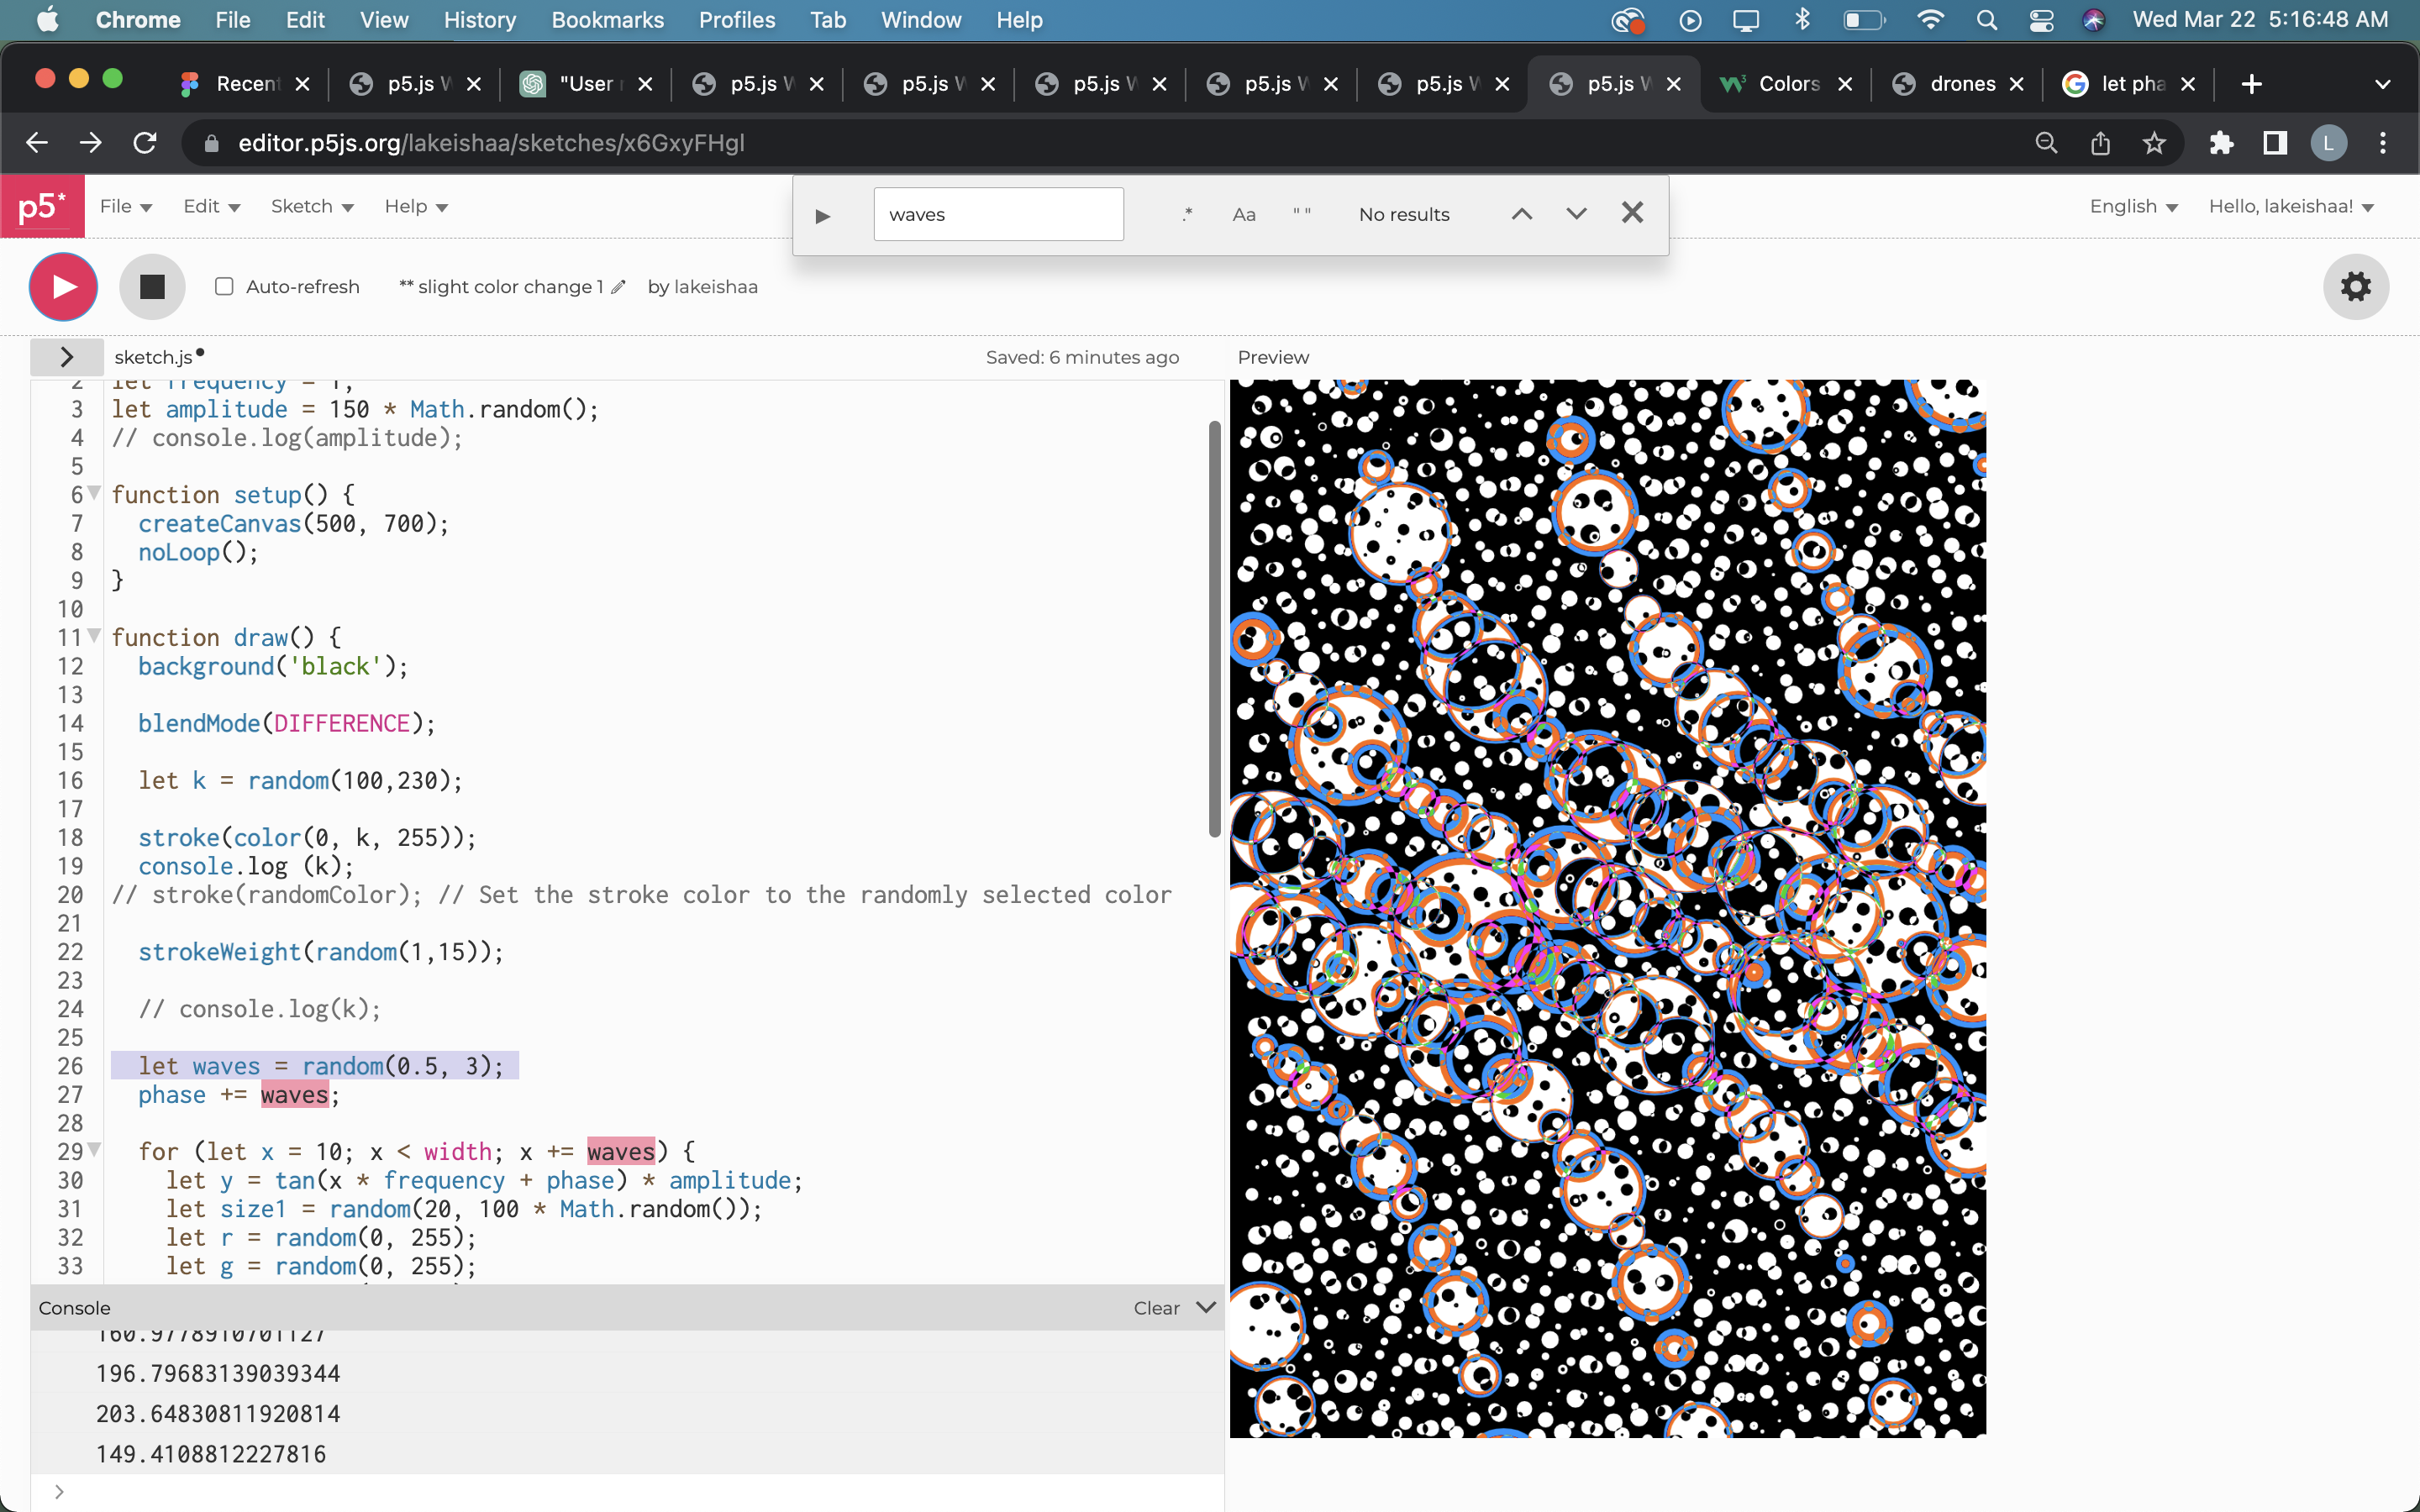 Chrome File Edit View History Bookmarks Profiles Tab Window Help Wed Mar 22 5:16:48 AM
Recent p5.js W "User p5.js W p5.js W p5.js W p5.js W p5.js W p5.js W Colors drones let pha
editor.p5js.org/lakeishaa/sketches/x6GxyFHgl L
p5* File Edit Sketch Help waves .* Aa " " No results English Hello, lakeishaa!
Auto-refresh ** slight color change 1 by lakeishaa
sketch.js Saved: 6 minutes ago Preview
2 let frequency = 1;
3 let amplitude = 150 * Math.random();
4 // console.log(amplitude);
5
6 function setup() {
7 createCanvas(500, 700);
8 noLoop();
9 }
10
11 function draw() {
12 background('black');
13
14 blendMode(DIFFERENCE);
15
16 let k = random(100,230);
17
18 stroke(color(0, k, 255));
19 console.log (k);
20 // stroke(randomColor); // Set the stroke color to the randomly selected color
21
22 strokeWeight(random(1,15));
23
24 // console.log(k);
25
26 let waves = random(0.5, 3);
27 phase += waves;
28
29 for (let x = 10; x < width; x += waves) {
30 let y = tan(x * frequency + phase) * amplitude;
31 let size1 = random(20, 100 * Math.random());
32 let r = random(0, 255);
33 let g = random(0, 255);
Console Clear
160.9778910701127
196.79683139039344
203.64830811920814
149.4108812227816
>